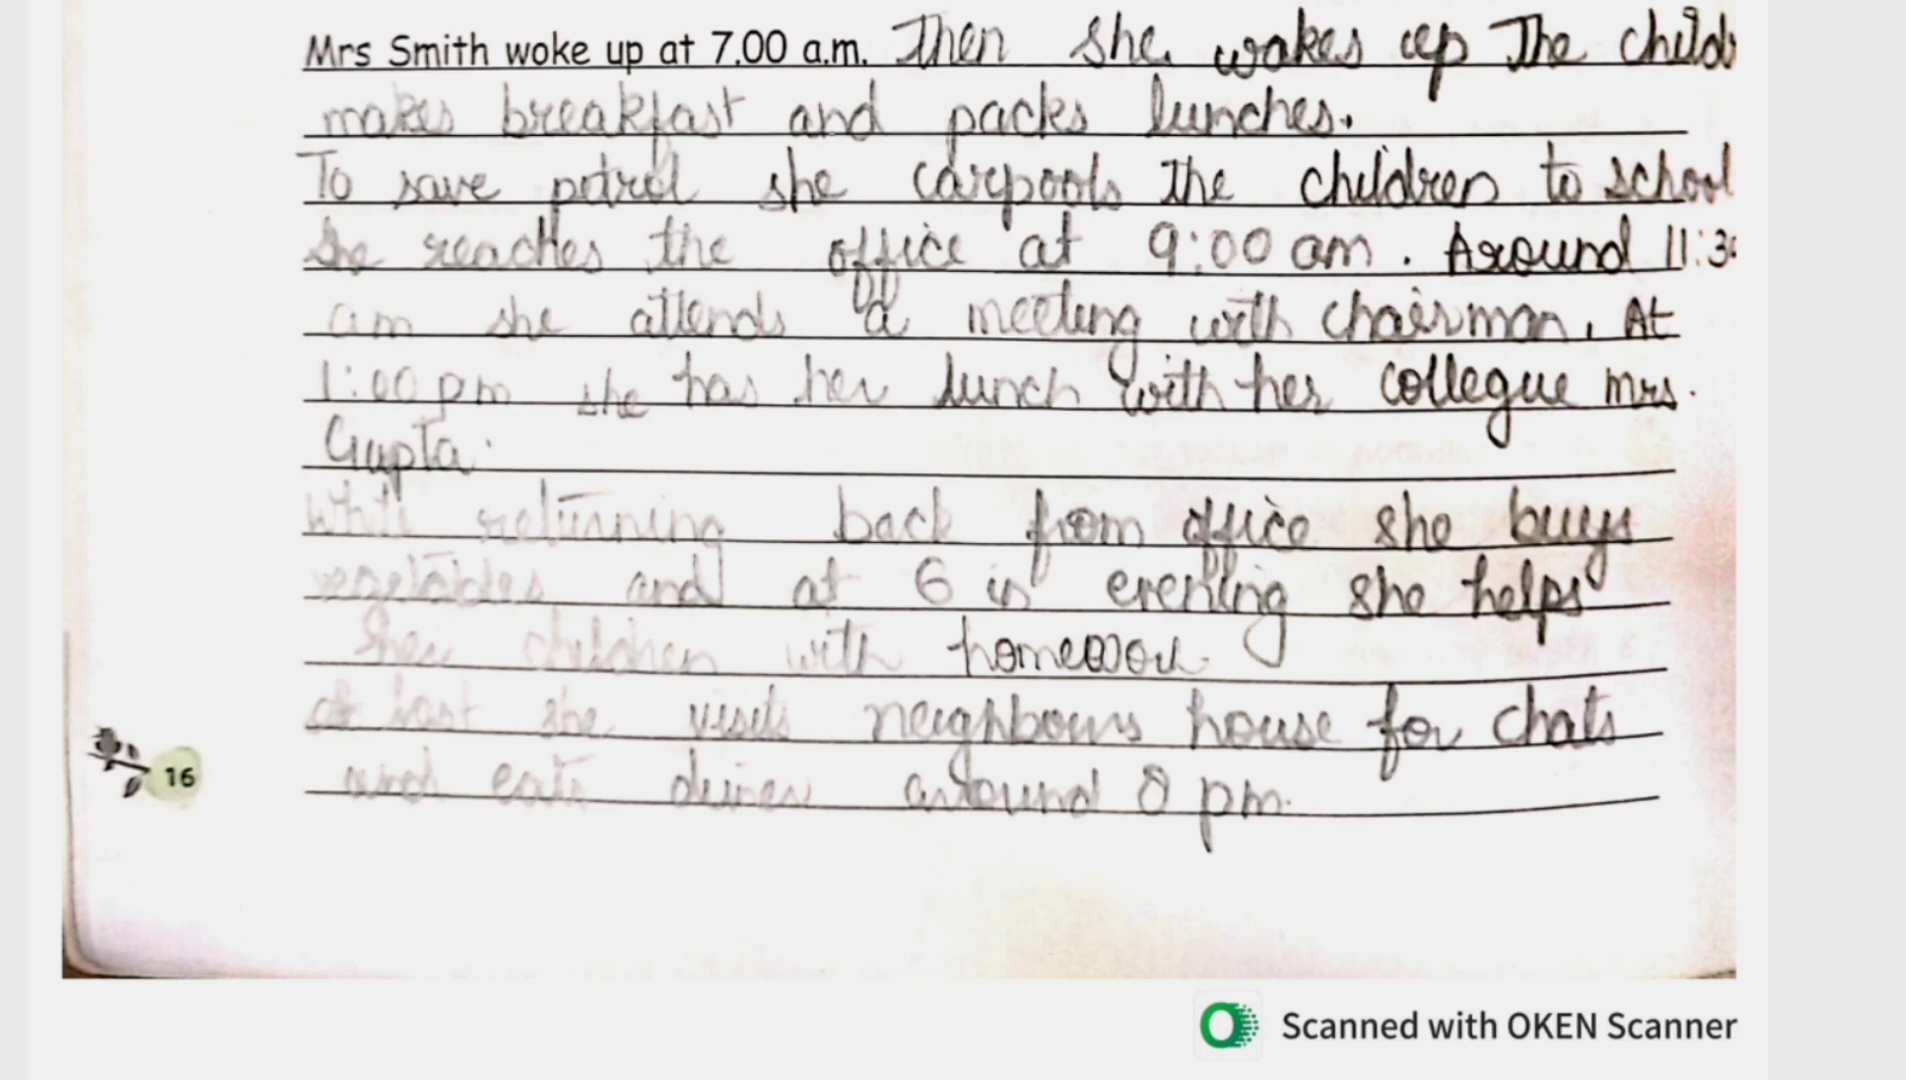 Mrs Smith woke up at 7.00 a.m. Then she wakes up The child
makes breakfast and packs lunches.
To save petrol she carpools the children to school
She reaches the office at 9:00 am. Around 11:3
am she attends a meeting with chairman. At
1:00 pm she has her lunch with her collegue mrs.
Gupta.
While returning back from office she buys
vegetables and at 6 in evening she helps
her children with
at last she visits neighbours house for chats
and eats around 8 pm.
16
Scanned with OKEN Scanner